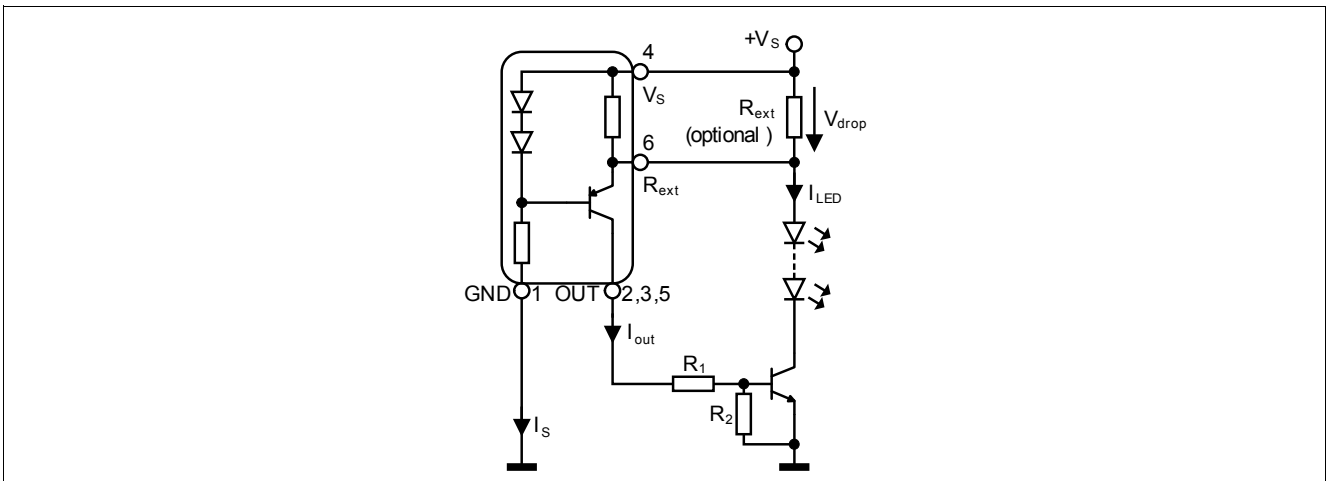 +VS
4
VS
Rext
(optional )
Vdrop
6
Rext
ILED
GND 1 OUT 2,3,5
Iout
R1
R2
IS